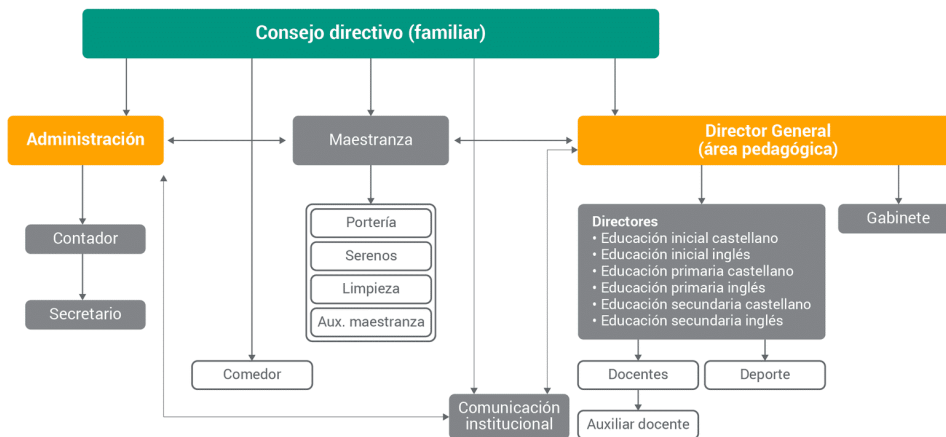 Consejo directivo (familiar)
Administración
Maestranza
Director General
(área pedagógica)
Contador
Secretario
Portería
Serenos
Limpieza
Aux. maestranza
Comedor
Comunicación
institucional
Directores
• Educación inicial castellano
• Educación inicial inglés
• Educación primaria castellano
• Educación primaria inglés
• Educación secundaria castellano
• Educación secundaria inglés
Gabinete
Docentes
Deporte
Auxiliar docente